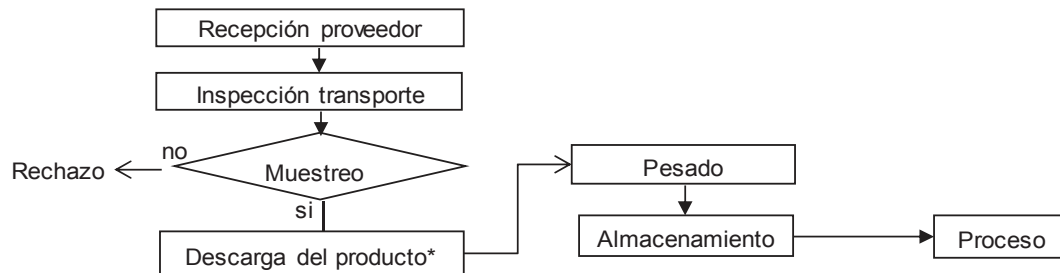 Recepción proveedor
Inspección transporte
no
Rechazo
Muestreo
si
Descarga del producto*
Pesado
Almacenamiento
Proceso